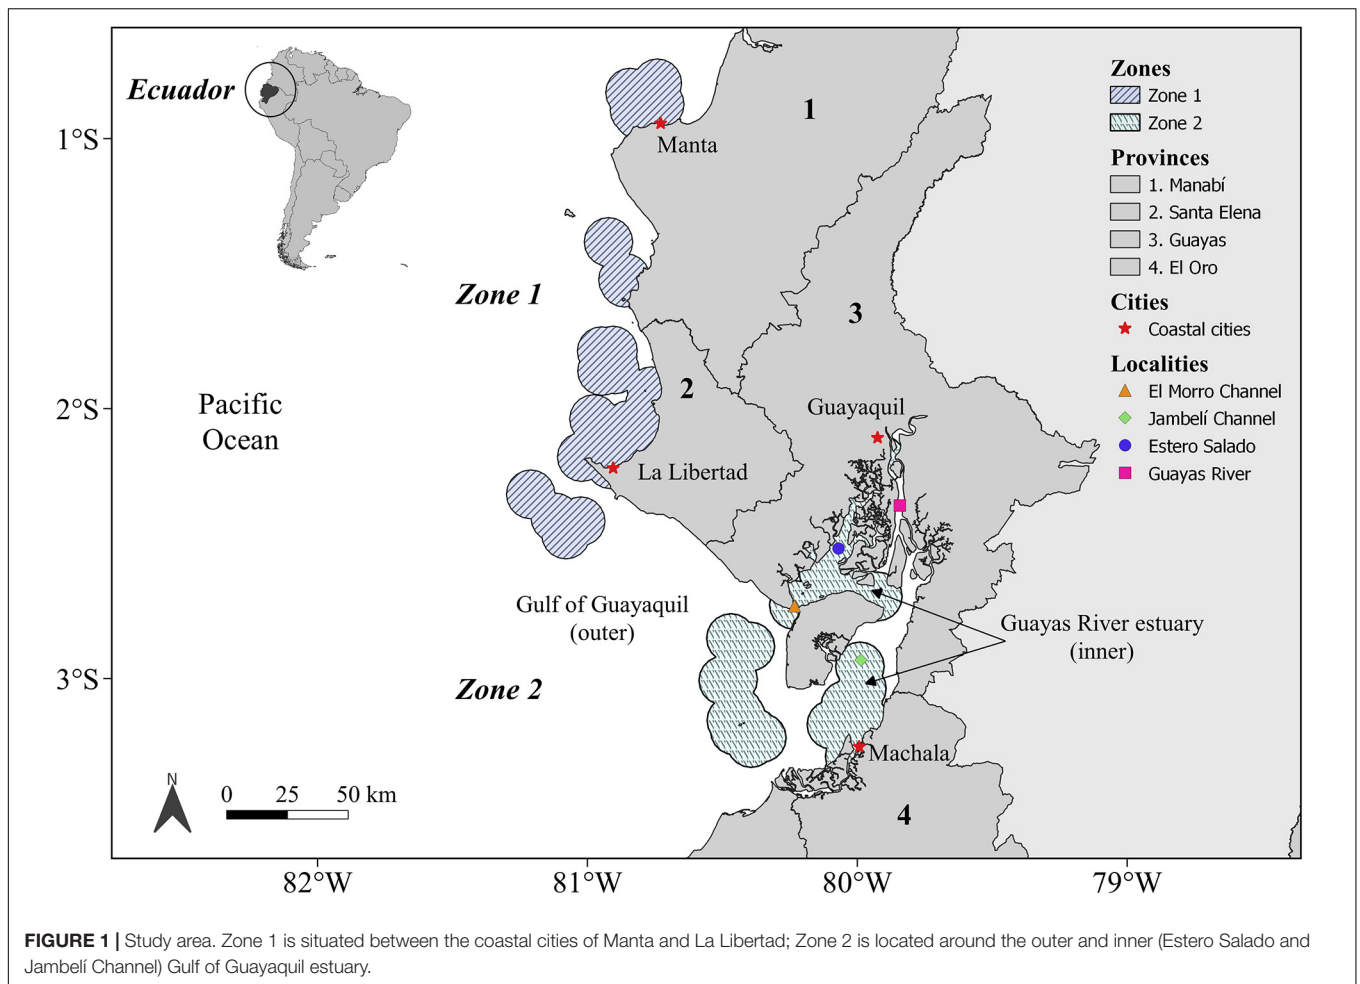 Ecuador
Zones
Zone 1
Zone 2
Provinces
1. Manabí
2. Santa Elena
3. Guayas
4. El Oro
Cities
Coastal cities
Localities
El Morro Channel
Jambelí Channel
Estero Salado
Guayas River
1
Manta
Zone 1
3
2
Pacific
Ocean
Guayaquil
La Libertad
Gulf of Guayaquil
(outer)
Guayas River estuary
(inner)
Zone 2
Machala
4
N
0 25 50 km
1°S
2°S
3°S
82°W 81°W 80°W 79°W
FIGURE 1 | Study area. Zone 1 is situated between the coastal cities of Manta and La Libertad; Zone 2 is located around the outer and inner (Estero Salado and
Jambelí Channel) Gulf of Guayaquil estuary.